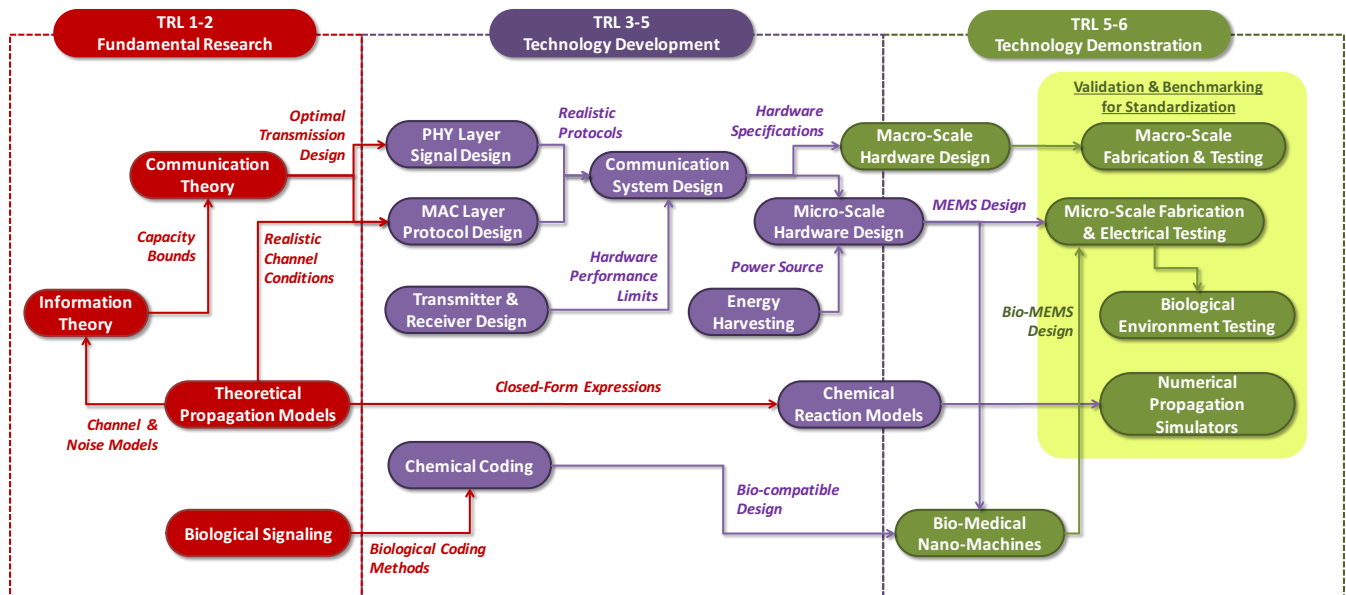 TRL 1-2
Fundamental Research
TRL 3-5
Technology Development
TRL 5-6
Technology Demonstration
Validation & Benchmarking
for Standardization
Optimal
Transmission
Design
Realistic
Protocols
Hardware
Specifications
PHY Layer
Signal Design
Macro-Scale
Hardware Design
Macro-Scale
Fabrication & Testing
Communication
Theory
Communication
System Design
MAC Layer
Protocol Design
Micro-Scale
Hardware Design
MEMS Design
Micro-Scale Fabrication
& Electrical Testing
Capacity
Bounds
Realistic
Channel
Conditions
Hardware
Performance
Limits
Power Source
Information
Theory
Transmitter &
Receiver Design
Energy
Harvesting
Bio-MEMS
Design
Biological
Environment Testing
Theoretical
Propagation Models
Closed-Form Expressions
Chemical
Reaction Models
Numerical
Propagation
Simulators
Channel &
Noise Models
Chemical Coding
Bio-compatible
Design
Biological Signaling
Biological Coding
Methods
Bio-Medical
Nano-Machines